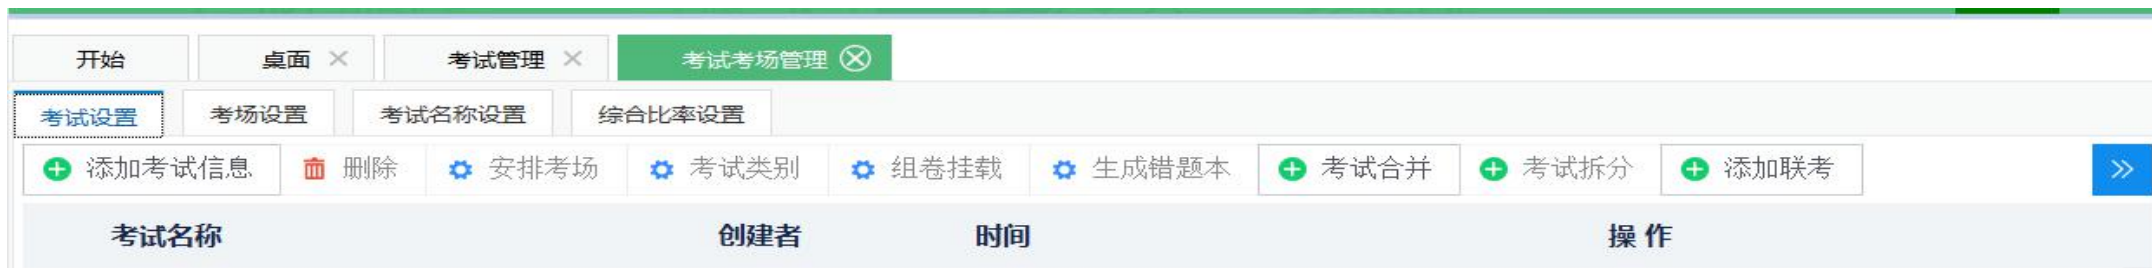 开始 桌面 考试管理 考试考场管理
考试设置 考场设置 考试名称设置 综合比率设置
添加考试信息 删除 安排考场 考试类别 组卷挂载 生成错题本 考试合并 考试拆分 添加联考
考试名称 创建者 时间 操 作